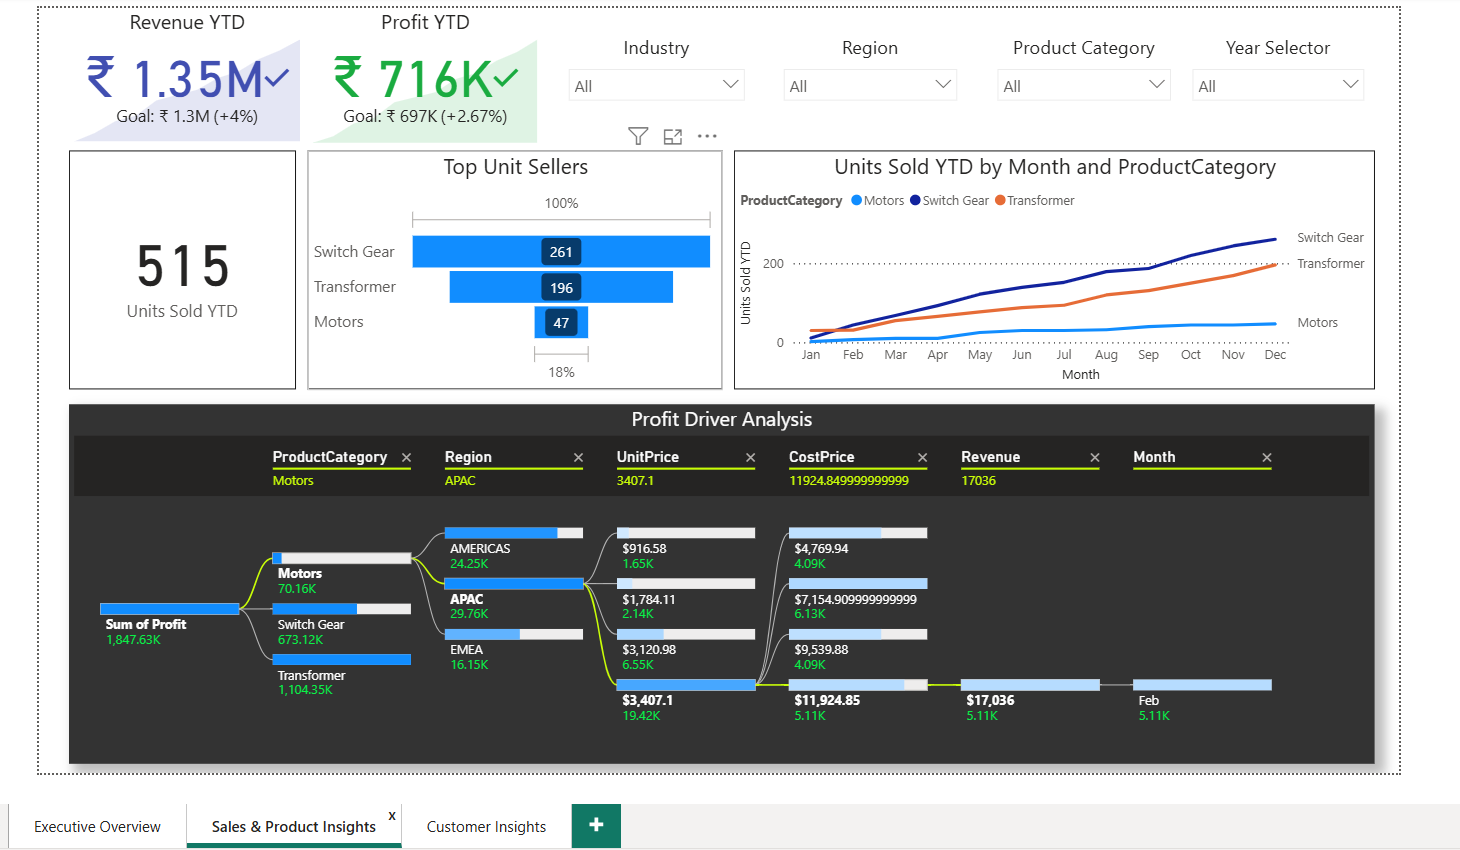 Revenue YTD
₹ 1.35M
Goal: ₹ 1.3M (+4%)
Profit YTD
₹ 716K
Goal: ₹ 697K (+2.67%)
Industry
All
Region
All
Product Category
All
Year Selector
All
515
Units Sold YTD
Top Unit Sellers
100%
Switch Gear 261
Transformer 196
Motors 47
18%
Units Sold YTD by Month and ProductCategory
ProductCategory Motors Switch Gear Transformer
Units Sold YTD
200
0
Switch Gear
Transformer
Motors
Jan Feb Mar Apr May Jun Jul Aug Sep Oct Nov Dec
Month
Profit Driver Analysis
ProductCategory
Motors
Region
APAC
UnitPrice
3407.1
CostPrice
11924.849999999999
Revenue
17036
Month
Sum of Profit
1,847.63K
Motors
70.16K
Switch Gear
673.12K
Transformer
1,104.35K
AMERICAS
24.25K
APAC
29.76K
EMEA
16.15K
$916.58
1.65K
$1,784.11
2.14K
$3,120.98
6.55K
$3,407.1
19.42K
$4,769.94
4.09K
$7,154.909999999999
6.13K
$9,539.88
4.09K
$11,924.85
5.11K
$17,036
5.11K
Feb
5.11K
Executive Overview
Sales & Product Insights x
Customer Insights
+